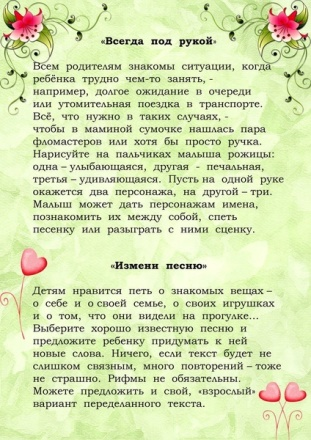 «Всегда под рукой»
Всем родителям знакомы ситуации, когда
ребёнка трудно чем-то занять, -
например, долгое ожидание в очереди
или утомительная поездка в транспорте.
Всё, что нужно в таких случаях, -
чтобы в маминой сумочке нашлась пара
фломастеров или хотя бы просто ручка.
Нарисуйте на пальчиках малыша рожицы:
одна – улыбающаяся, другая - печальная,
третья – удивляющаяся. Пусть на одной руке
окажется два персонажа, на другой – три.
Малыш может дать персонажам имена,
познакомить их между собой, спеть
песенку или разыграть с ними сценку.
«Измени песню»
Детям нравится петь о знакомых вещах –
о себе и о своей семье, о своих игрушках
и о том, что они видели на прогулке...
Выберите хорошо известную песню и
предложите ребенку придумать к ней
новые слова. Ничего, если текст будет не
слишком связным, много повторений – тоже
не страшно. Рифмы не обязательны.
Можете предложить и свой, «взрослый»
вариант переделанного текста.